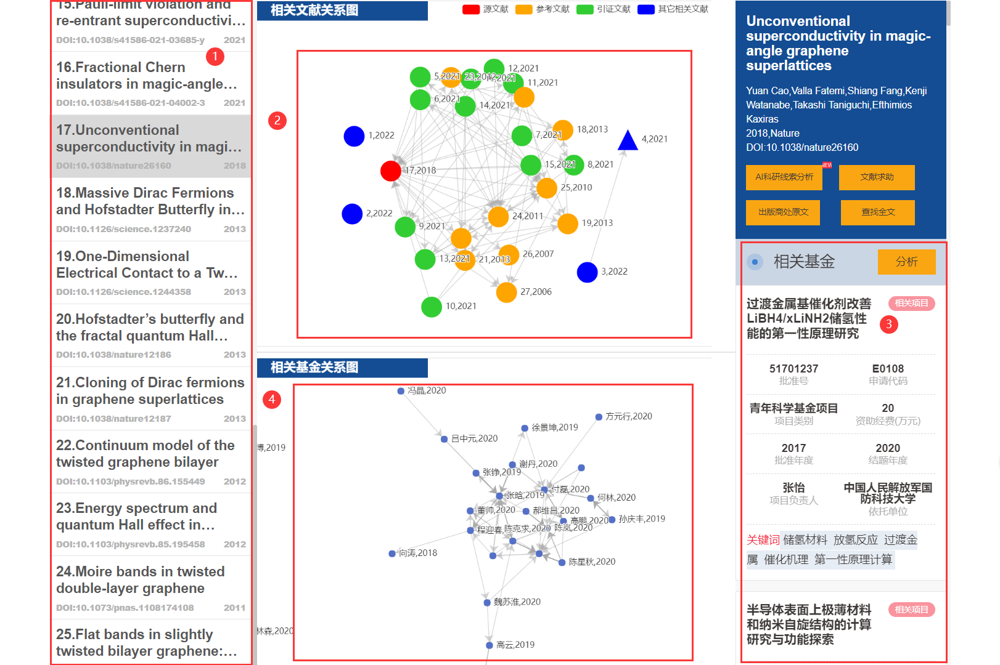 15.Pauli-limit violation and
re-entrant superconductivi...
DOI:10.1038/s41586-021-03685-y 2021
1
16.Fractional Chern
insulators in magic-angle...
DOI:10.1038/s41586-021-04002-3 2021
17.Unconventional
superconductivity in magi...
DOI:10.1038/nature26160 2018
18.Massive Dirac Fermions
and Hofstadter Butterfly in...
DOI:10.1126/science.1237240 2013
19.One-Dimensional
Electrical Contact to a Tw...
DOI:10.1126/science.1244358 2013
20.Hofstadter’s butterfly and
the fractal quantum Hall...
DOI:10.1038/nature12186 2013
21.Cloning of Dirac fermions
in graphene superlattices
DOI:10.1038/nature12187 2013
22.Continuum model of the
twisted graphene bilayer
DOI:10.1103/physrevb.86.155449 2012
23.Energy spectrum and
quantum Hall effect in...
DOI:10.1103/physrevb.85.195458 2012
24.Moire bands in twisted
double-layer graphene
DOI:10.1073/pnas.1108174108 2011
25.Flat bands in slightly
twisted bilayer graphene:...
相关文献关系图
源文献 参考文献 引证文献 其它相关文献
2
12,2021
5,2021
23,2012
11,2021
6,2021
14,2021
1,2022
7,2021
18,2013
4,2021
17,2018
15,2021
8,2021
25,2010
2,2022
24,2011
19,2013
9,2021
13,2021
21,2013
26,2007
3,2022
27,2006
10,2021
相关基金关系图
4
冯晶,2020
方元行,2020
徐景坤,2019
吕中元,2020
博,2019
谢丹,2020
张铮,2019
付磊,2020
张晗,2019
何林,2020
董帅,2020
郝维昌,2020
高鹏,2020
孙庆丰,2019
程迎春,
陈克求,2020
陈岚,2020
向涛,2018
陈星秋,2020
魏苏淮,2020
林森,2020
高云,2019
Unconventional
superconductivity in magic-
angle graphene
superlattices
Yuan Cao,Valla Fatemi,Shiang Fang,Kenji
Watanabe,Takashi Taniguchi,Efthimios
Kaxiras
2018,Nature
DOI:10.1038/nature26160
NEW
AI科研线索分析 文献求助
出版商处原文 查找全文
相关基金 分析
过渡金属基催化剂改善
LiBH4/xLiNH2储氢性
能的第一性原理研究
相关项目
3
51701237 E0108
批准号 申请代码
青年科学基金项目 20
项目类别 资助经费(万元)
2017 2020
批准年度 结题年度
张怡 中国人民解放军国
防科技大学
项目负责人 依托单位
关键词 储氢材料 放氢反应 过渡金
属 催化机理 第一性原理计算
半导体表面上极薄材料
和纳米自旋结构的计算
研究与功能探索
相关项目